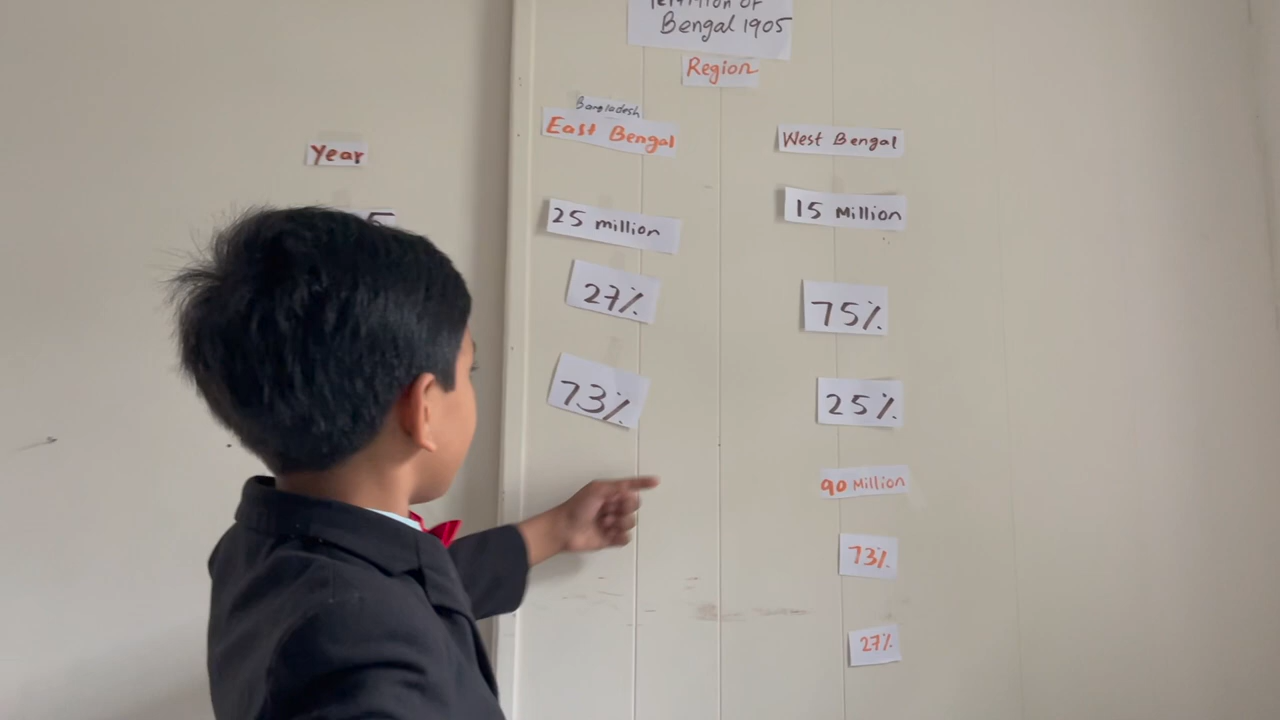 Bengal 1905
Region
Bangladesh
East Bengal
West Bengal
Year
25 million
15 Million
27%
75%
73%
25%
90 Million
73%
27%